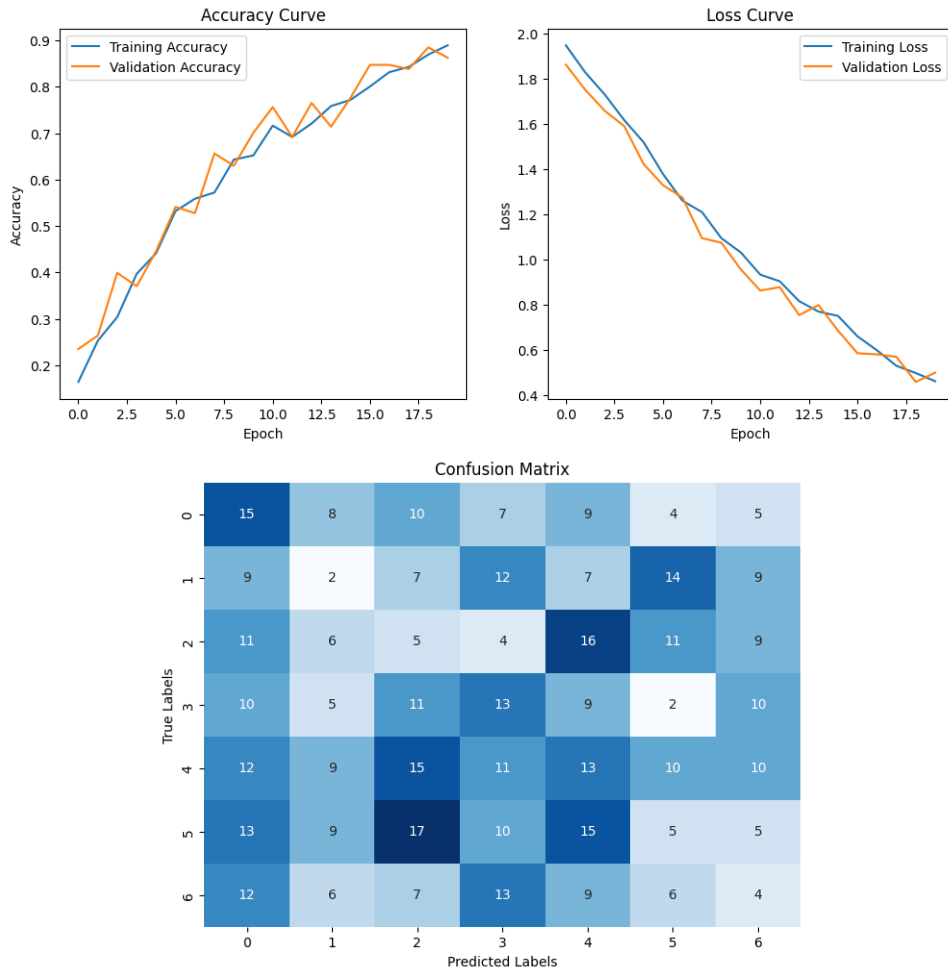 Accuracy Curve
Training Accuracy
Validation Accuracy
0.9
0.8
0.7
0.6
0.5
0.4
0.3
0.2
Accuracy
0.0 2.5 5.0 7.5 10.0 12.5 15.0 17.5
Epoch
Loss Curve
Training Loss
Validation Loss
2.0
1.8
1.6
1.4
1.2
1.0
0.8
0.6
0.4
Loss
0.0 2.5 5.0 7.5 10.0 12.5 15.0 17.5
Epoch
Confusion Matrix
True Labels
0 15 8 10 7 9 4 5
1 9 2 7 12 7 14 9
2 11 6 5 4 16 11 9
3 10 5 11 13 9 2 10
4 12 9 15 11 13 10 10
5 13 9 17 10 15 5 5
6 12 6 7 13 9 6 4
0 1 2 3 4 5 6
Predicted Labels